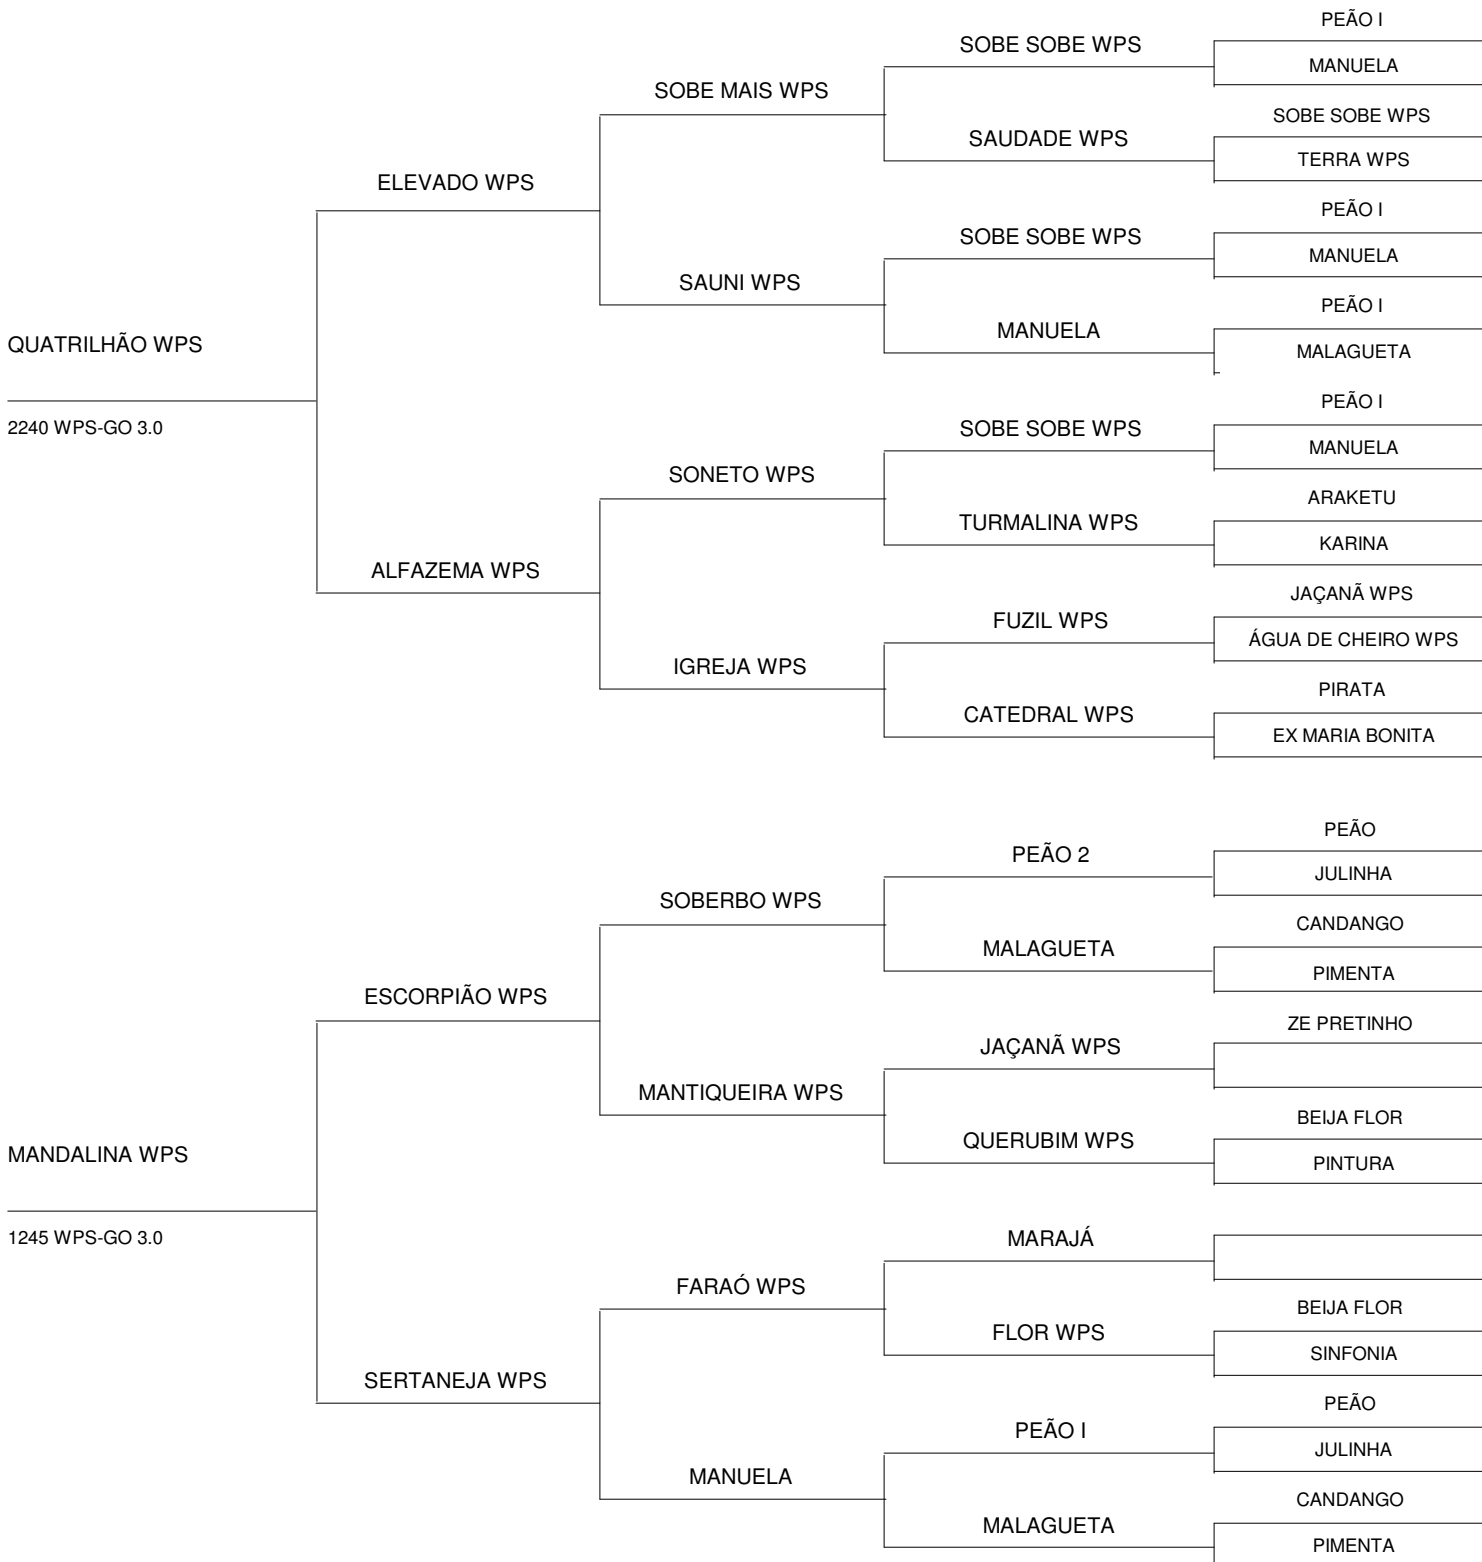 PEÃO I
SOBE SOBE WPS
MANUELA
SOBE MAIS WPS
SOBE SOBE WPS
SAUDADE WPS
TERRA WPS
ELEVADO WPS
PEÃO I
SOBE SOBE WPS
MANUELA
SAUNI WPS
PEÃO I
MANUELA
MALAGUETA
QUATRILHÃO WPS
2240 WPS-GO 3.0
PEÃO I
SOBE SOBE WPS
MANUELA
SONETO WPS
ARAKETU
TURMALINA WPS
KARINA
ALFAZEMA WPS
JAÇANÃ WPS
FUZIL WPS
ÁGUA DE CHEIRO WPS
IGREJA WPS
PIRATA
CATEDRAL WPS
EX MARIA BONITA
PEÃO
PEÃO 2
JULINHA
SOBERBO WPS
CANDANGO
MALAGUETA
PIMENTA
ESCORPIÃO WPS
ZE PRETINHO
JAÇANÃ WPS
MANTIQUEIRA WPS
BEIJA FLOR
QUERUBIM WPS
PINTURA
MANDALINA WPS
1245 WPS-GO 3.0
MARAJÁ
FARAÓ WPS
BEIJA FLOR
FLOR WPS
SINFONIA
SERTANEJA WPS
PEÃO
PEÃO I
JULINHA
MANUELA
CANDANGO
MALAGUETA
PIMENTA